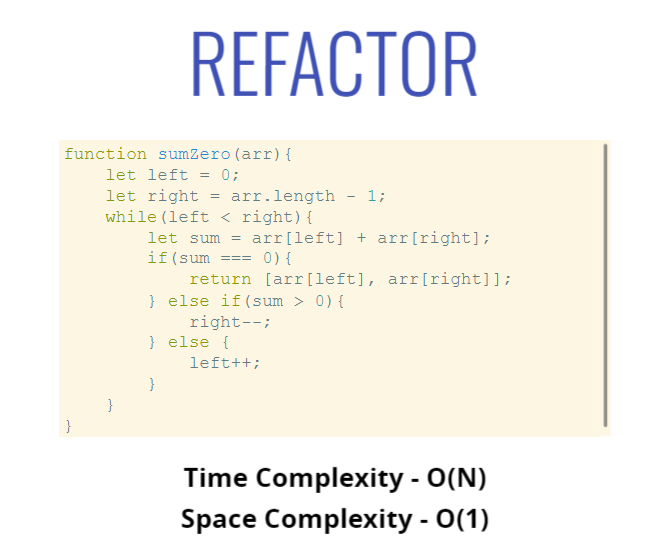 REFACTOR
function sumZero(arr){
    let left = 0;
    let right = arr.length - 1;
    while(left < right){
        let sum = arr[left] + arr[right];
        if(sum === 0){
            return [arr[left], arr[right]];
        } else if(sum > 0){
            right--;
        } else {
            left++;
        }
    }
}
Time Complexity - O(N)
Space Complexity - O(1)